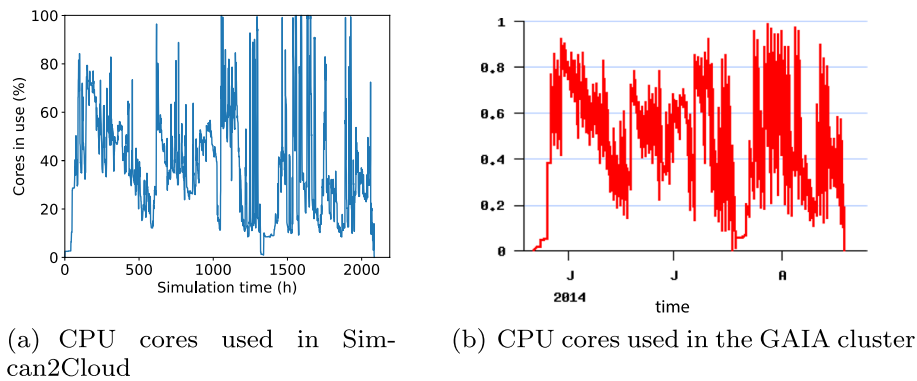 100
80
60
40
20
0
Cores in use (%)
0 500 1000 1500 2000
Simulation time (h)
1
0.8
0.6
0.4
0.2
0
J J A
2014
time
(a) CPU cores used in Sim-
can2Cloud
(b) CPU cores used in the GAIA cluster